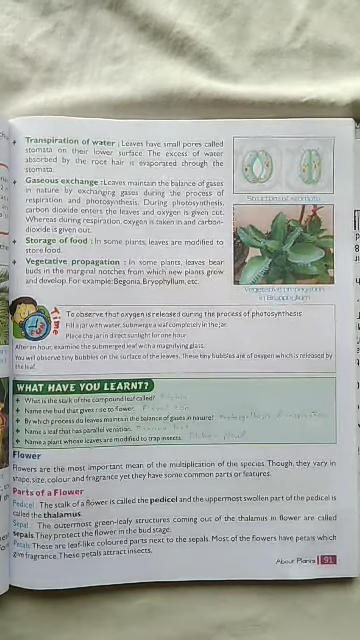 Transpiration of water : Leaves have small pores called
stomata on their lower surface. The excess of water
absorbed by the root hair is evaporated through the
stomata.
Gaseous exchange : Leaves maintain the balance of gases
in nature by exchanging gases during the process of
respiration and photosynthesis. During photosynthesis,
carbon dioxide enters the leaves and oxygen is given out.
Whereas during respiration, oxygen is taken in and carbon-
dioxide is given out.
Storage of food : In some plants, leaves are modified to
store food.
Vegetative propagation : In some plants, leaves bear
buds in the marginal notches from which new plants grow
and develop. For example: Begonia, Bryophyllum, etc.
Structure of stomata
Vegetative propagation
in Bryophyllum
Time
To observe that oxygen is released during the process of photosynthesis
Fill a jar with water. Submerge a leaf completely in the jar.
Place the jar in direct sunlight for one hour.
After an hour, examine the submerged leaf with a magnifying glass.
You will observe tiny bubbles on the surface of the leaves. These tiny bubbles are of oxygen which is released by
the leaf.
WHAT HAVE YOU LEARNT?
What is the stalk of the compound leaf called?
Name the bud that gives rise to flower.
By which process do leaves maintain the balance of gases in nature?
Name a leaf that has parallel venation.
Name a plant whose leaves are modified to trap insects.
Flower
Flowers are the most important mean of the multiplication of the species. Though, they vary in
shape, size, colour and fragrance yet they have some common parts or features.
Parts of a Flower
Pedicel : The stalk of a flower is called the pedicel and the uppermost swollen part of the pedicel is
called the thalamus.
Sepal : The outermost green-leafy structures coming out of the thalamus in flower are called
sepals. They protect the flower in the bud stage.
Petals : These are leaf-like coloured parts next to the sepals. Most of the flowers have petals which
give fragrance. These petals attract insects.
About Plants 91